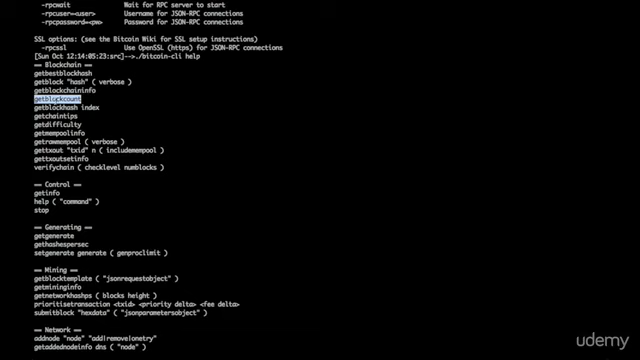 -rpcwait Wait for RPC server to start
-rpcuser=<user> Username for JSON-RPC connections
-rpcpassword=<pw> Password for JSON-RPC connections
SSL options: (see the Bitcoin Wiki for SSL setup instructions)
-rpcssl Use OpenSSL (https) for JSON-RPC connections
[Sun Oct 12,14:05:23:src]-->./bitcoin-cli help
== Blockchain ==
getbestblockhash
getblock "hash" ( verbose )
getblockchaininfo
getblockcount
getblockhash index
getchaintips
getdifficulty
getmempoolinfo
getrawmempool ( verbose )
gettxout "txid" n ( includemempool )
gettxoutsetinfo
verifychain ( checklevel numblocks )
== Control ==
getinfo
help ( "command" )
stop
== Generating ==
getgenerate
gethashespersec
setgenerate generate ( genproclimit )
== Mining ==
getblocktemplate ( "jsonrequestobject" )
getmininginfo
getnetworkhashps ( blocks height )
prioritisetransaction <txid> <priority delta> <fee delta>
submitblock "hexdata" ( "jsonparametersobject" )
== Network ==
addnode "node" "add|remove|onetry"
getaddednodeinfo dns ( "node" )
udemy